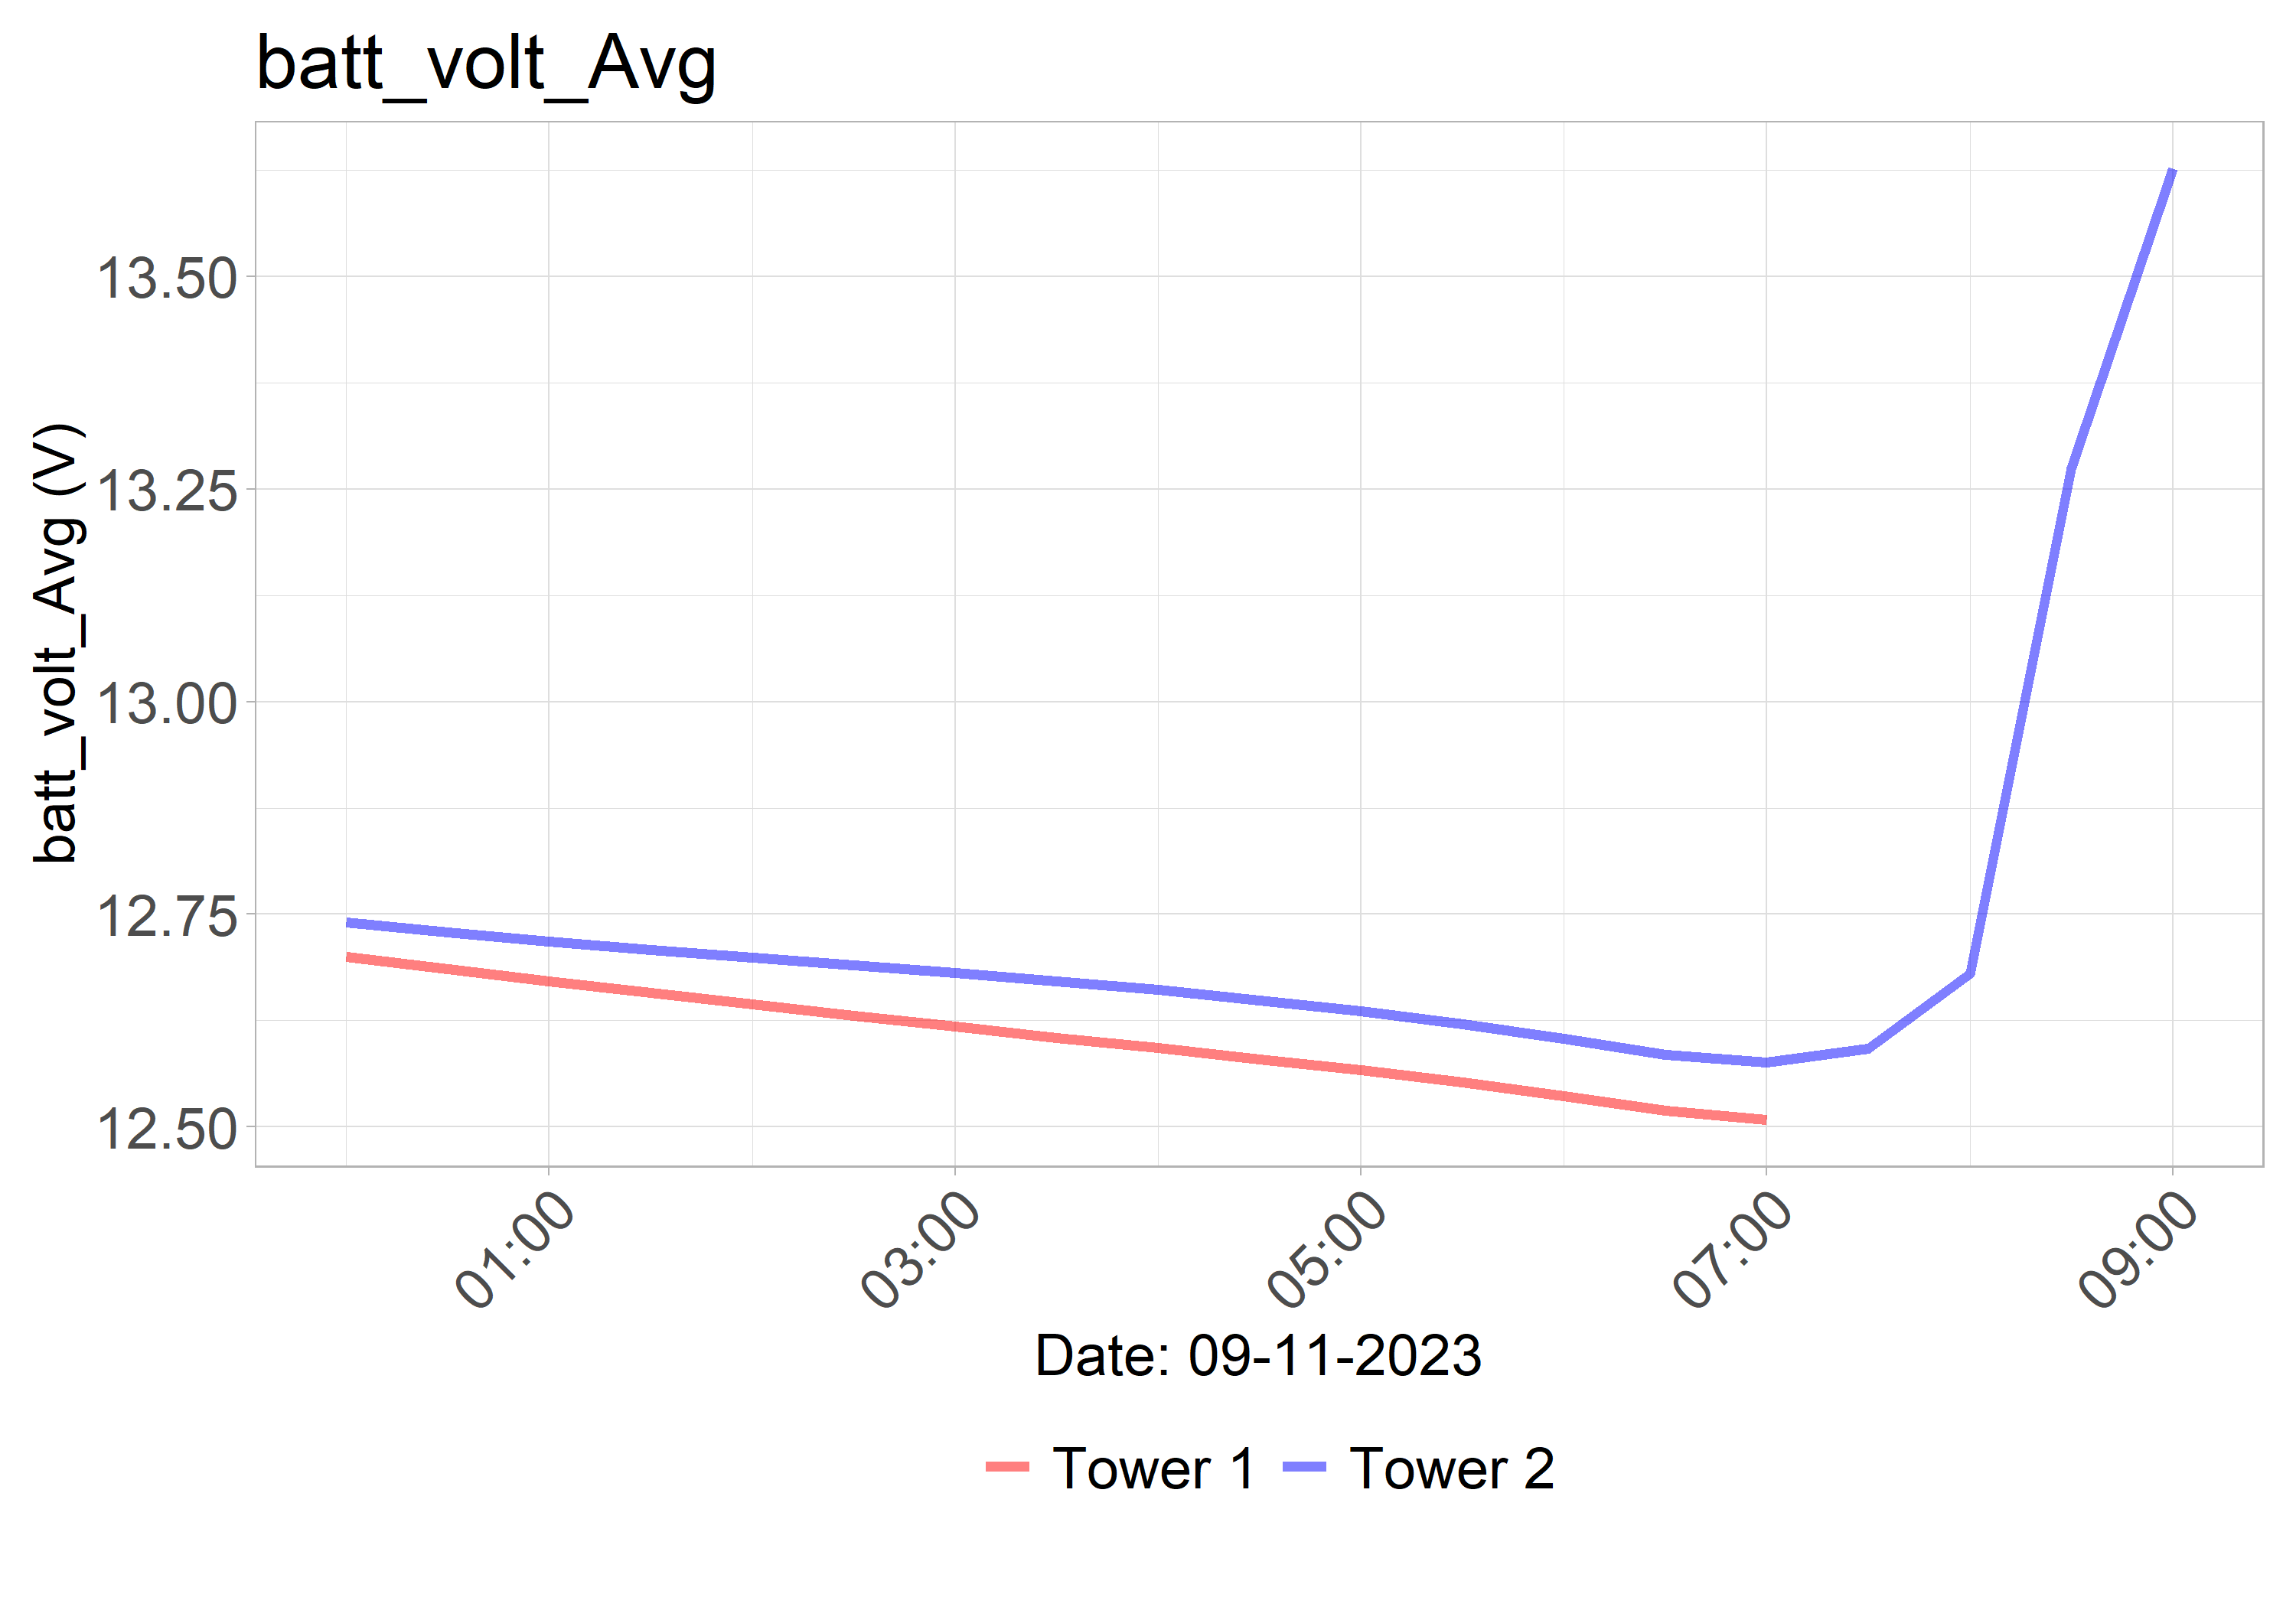 batt_volt_Avg
batt_volt_Avg (V)
13.50
13.25
13.00
12.75
12.50
01:00
03:00
05:00
07:00
09:00
Date: 09-11-2023
Tower 1
Tower 2